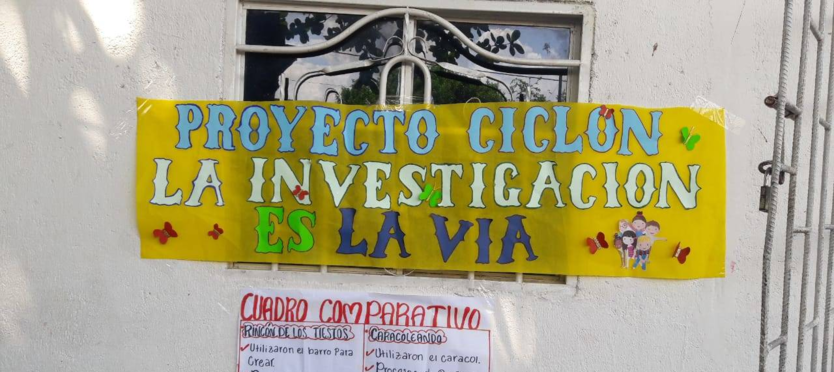 PROYECTO CICLÓN
LA INVESTIGACION
ES LA VIA
CUADRO COMPARATIVO
RINCÓN DE LOS TIESTOS
CARACOLEANDO
Utilizaron el barro Para
Crear.
Utilizaron el caracol.